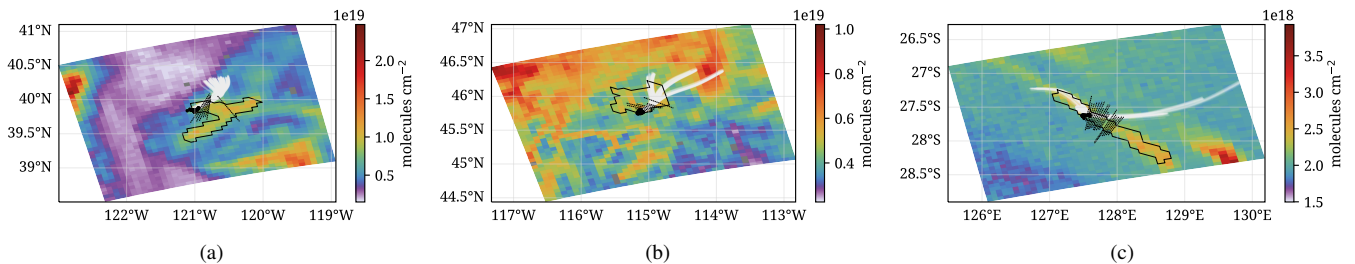 1e19
41°N
40.5°N
40°N
39.5°N
39°N
122°W 121°W 120°W 119°W
2.0
1.5
1.0
0.5
molecules cm⁻²
(a)
1e19
47°N
46.5°N
46°N
45.5°N
45°N
44.5°N
117°W 116°W 115°W 114°W 113°W
1.0
0.8
0.6
0.4
molecules cm⁻²
(b)
1e18
26.5°S
27°S
27.5°S
28°S
28.5°S
126°E 127°E 128°E 129°E 130°E
3.5
3.0
2.5
2.0
1.5
molecules cm⁻²
(c)